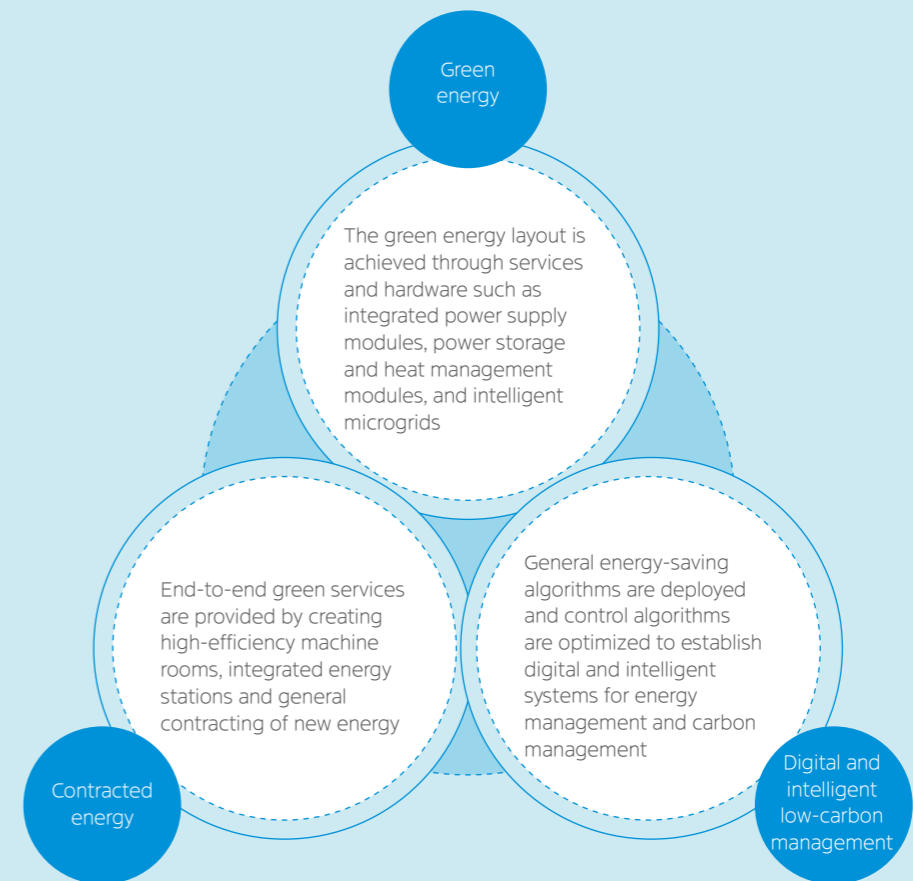 Green
energy
The green energy layout is
achieved through services
and hardware such as
integrated power supply
modules, power storage
and heat management
modules, and intelligent
microgrids
End-to-end green services
are provided by creating
high-efficiency machine
rooms, integrated energy
stations and general
contracting of new energy
Contracted
energy
General energy-saving
algorithms are deployed
and control algorithms
are optimized to establish
digital and intelligent
systems for energy
management and carbon
management
Digital and
intelligent
low-carbon
management